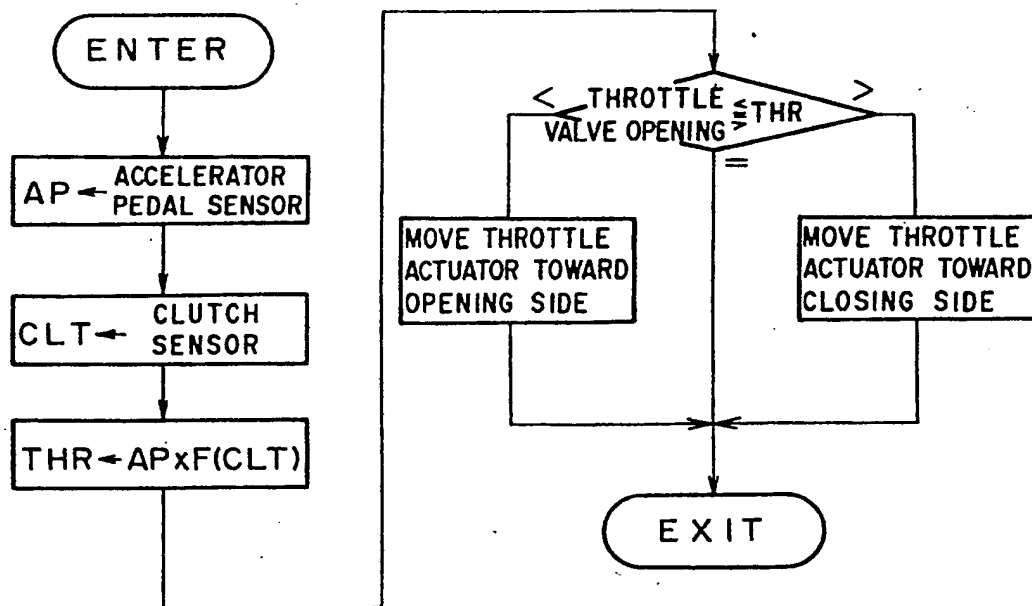 ENTER
AP← ACCELERATOR
PEDAL SENSOR
CLT← CLUTCH
SENSOR
THR←APxF(CLT)
< THROTTLE >
VALVE OPENING ⪋ THR
=
MOVE THROTTLE
ACTUATOR TOWARD
OPENING SIDE
MOVE THROTTLE
ACTUATOR TOWARD
CLOSING SIDE
EXIT